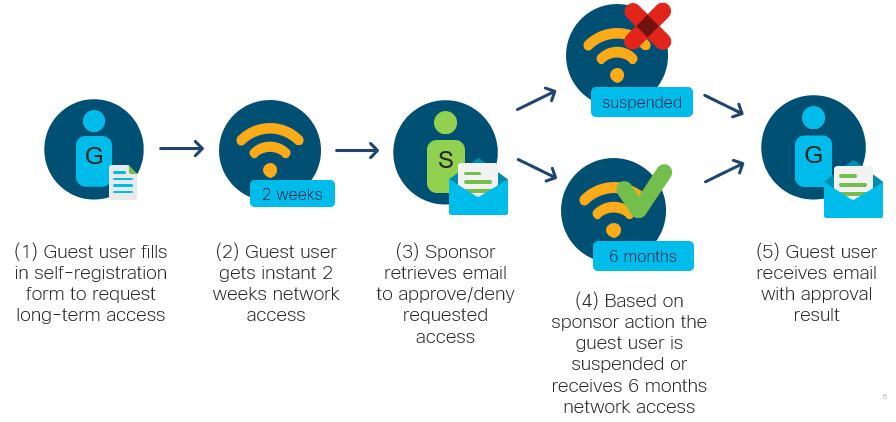 G
(1) Guest user fills
in self-registration
form to request
long-term access
2 weeks
(2) Guest user
gets instant 2
weeks network
access
S
(3) Sponsor
retrieves email
to approve/deny
requested
access
suspended
6 months
(4) Based on
sponsor action the
guest user is
suspended or
receives 6 months
network access
G
(5) Guest user
receives email
with approval
result
6